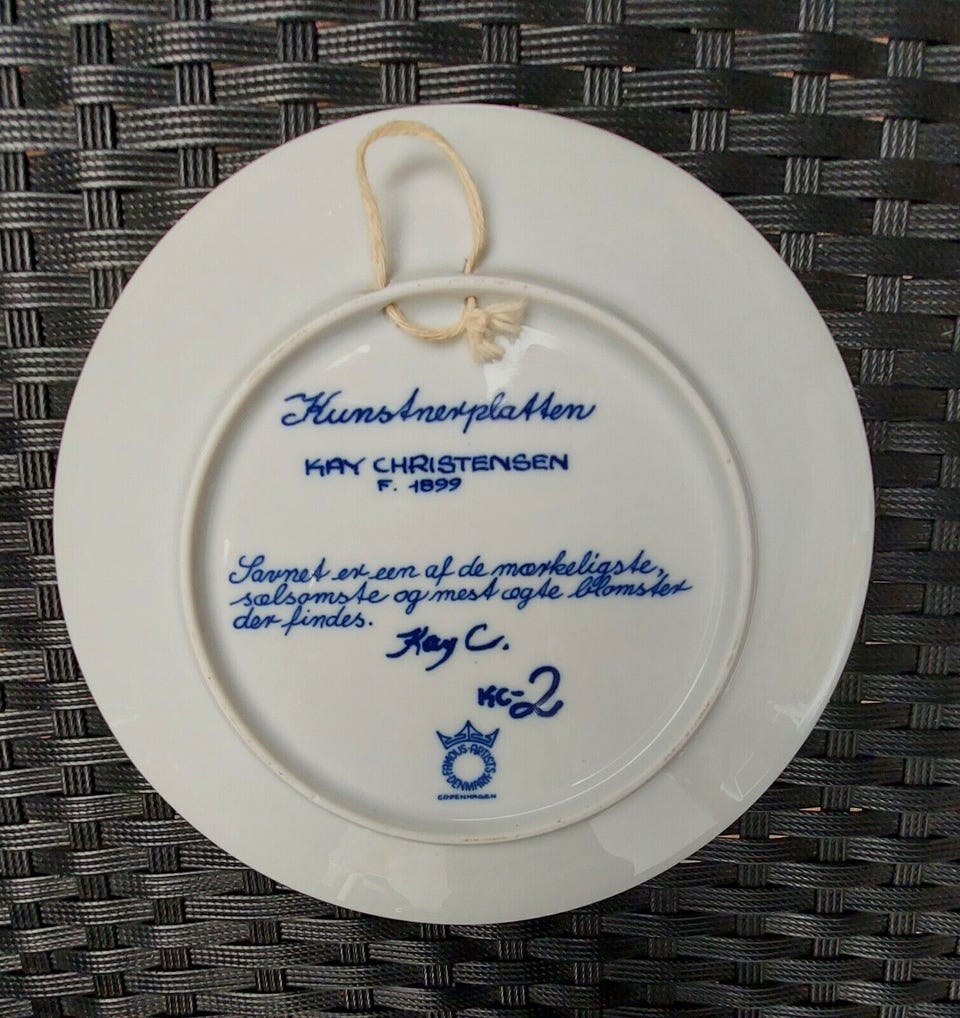 Kunstnerplatten
KAY CHRISTENSEN
F. 1899
Savnet er een af de mærkeligste,
sælsomste og mest ægte blomster
der findes.
Kay C.
KC-2
FAMOUS·ARTISTS
·DENMARK·
COPENHAGEN